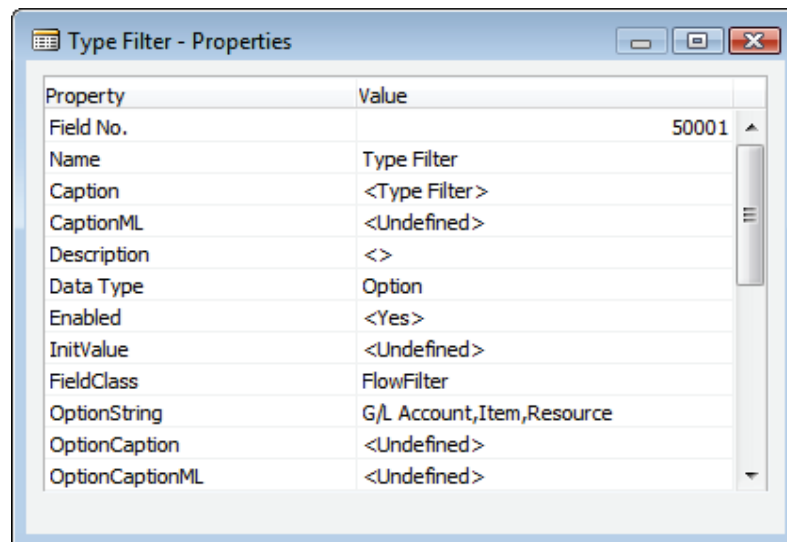 Type Filter - Properties
Property Value
Field No. 50001
Name Type Filter
Caption <Type Filter>
CaptionML <Undefined>
Description <>
Data Type Option
Enabled <Yes>
InitValue <Undefined>
FieldClass FlowFilter
OptionString G/L Account,Item,Resource
OptionCaption <Undefined>
OptionCaptionML <Undefined>